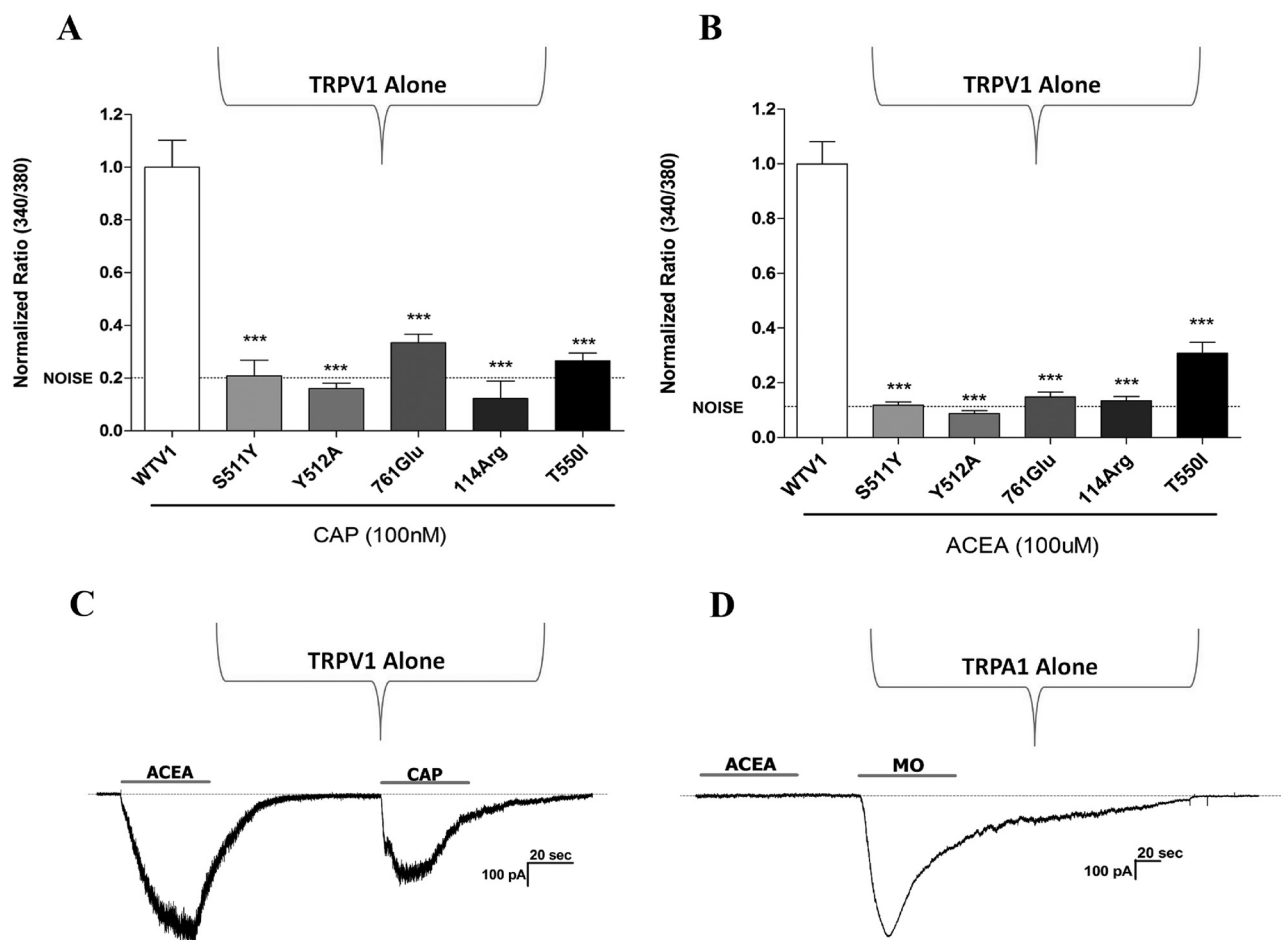 A
TRPV1 Alone
Normalized Ratio (340/380)
1.2
1.0
0.8
0.6
0.4
0.2
0.0
NOISE
***
***
***
***
***
WTV1
S511Y
Y512A
761Glu
114Arg
T550I
CAP (100nM)
B
TRPV1 Alone
Normalized Ratio (340/380)
1.2
1.0
0.8
0.6
0.4
0.2
0.0
NOISE
***
***
***
***
***
WTV1
S511Y
Y512A
761Glu
114Arg
T550I
ACEA (100uM)
C
TRPV1 Alone
ACEA
CAP
20 sec
100 pA
D
TRPA1 Alone
ACEA
MO
20 sec
100 pA